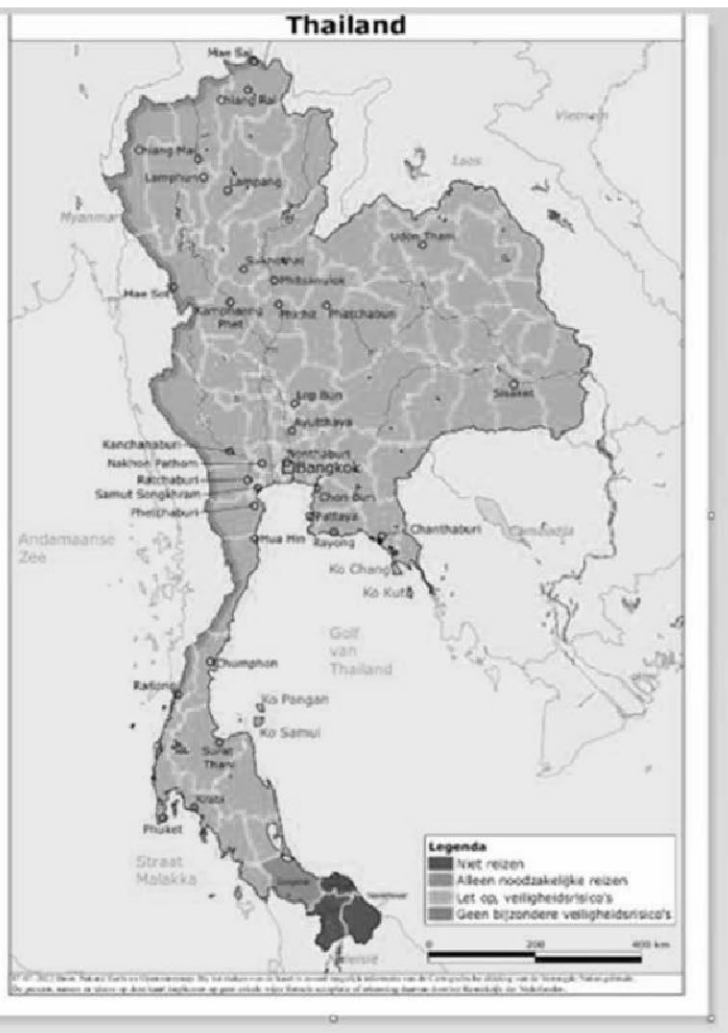 Thailand
Mae Sai
Chiang Rai
Vietnam
Chiang Mai
Laos
Lamphun
Lampang
Myanmar
Udon Thani
Sukhothai
Phitsanulok
Mae Sot
Kamphaeng
Phet
Phichit
Phetchabun
Sisaket
Lop Buri
Ayutthaya
Kanchanaburi
Nonthaburi
Nakhon Pathom
Bangkok
Ratchaburi
Samut Songkhram
Chon Buri
Phetchaburi
Pattaya
Chanthaburi
Cambodja
Andamaanse
Zee
Hua Hin
Rayong
Ko Chang
Ko Kut
Golf
van
Thailand
Chumphon
Ranong
Ko Pangan
Ko Samui
Surat
Thani
Krabi
Phuket
Straat
Malakka
Legenda
Niet reizen
Alleen noodzakelijke reizen
Let op, veiligheidsrisico's
Geen bijzondere veiligheidsrisico's
0 200 400 km
Maleisië